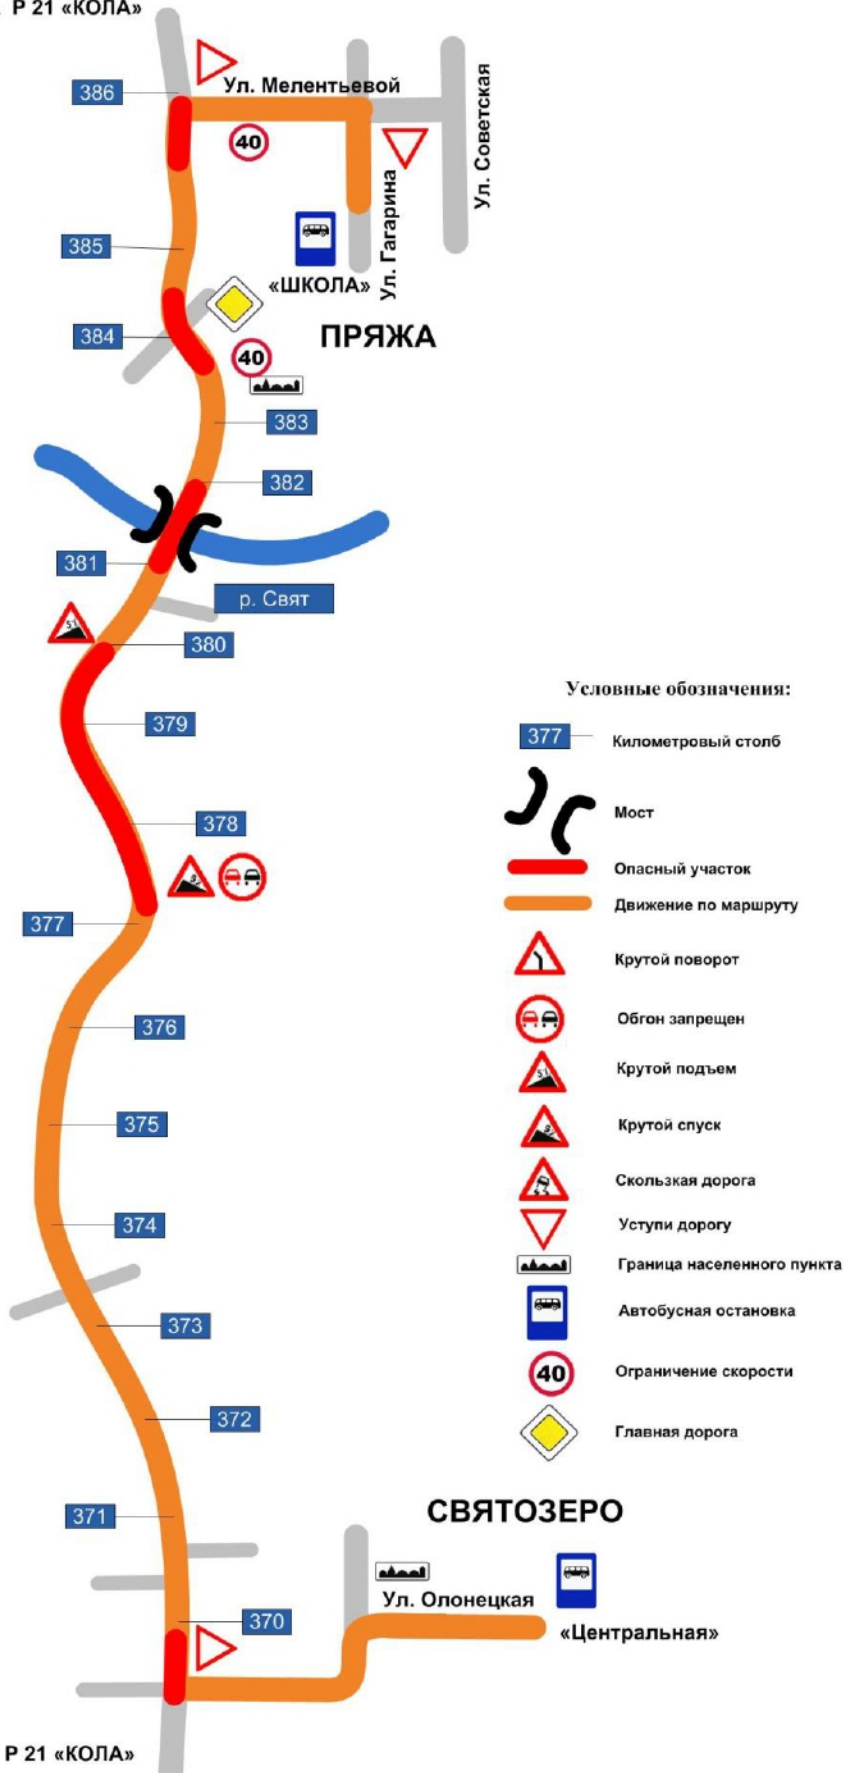 Р 21 «КОЛА»
386
Ул. Мелентьевой
40
Ул. Советская
Ул. Гагарина
385
«ШКОЛА»
384
ПРЯЖА
40
383
382
381
р. Свят
380
379
378
377
376
375
374
373
372
371
370
Условные обозначения:
377
Километровый столб
Мост
Опасный участок
Движение по маршруту
Крутой поворот
Обгон запрещен
Крутой подъем
Крутой спуск
Скользкая дорога
Уступи дорогу
Граница населенного пункта
Автобусная остановка
40
Ограничение скорости
Главная дорога
СВЯТОЗЕРО
Ул. Олонецкая
«Центральная»
Р 21 «КОЛА»